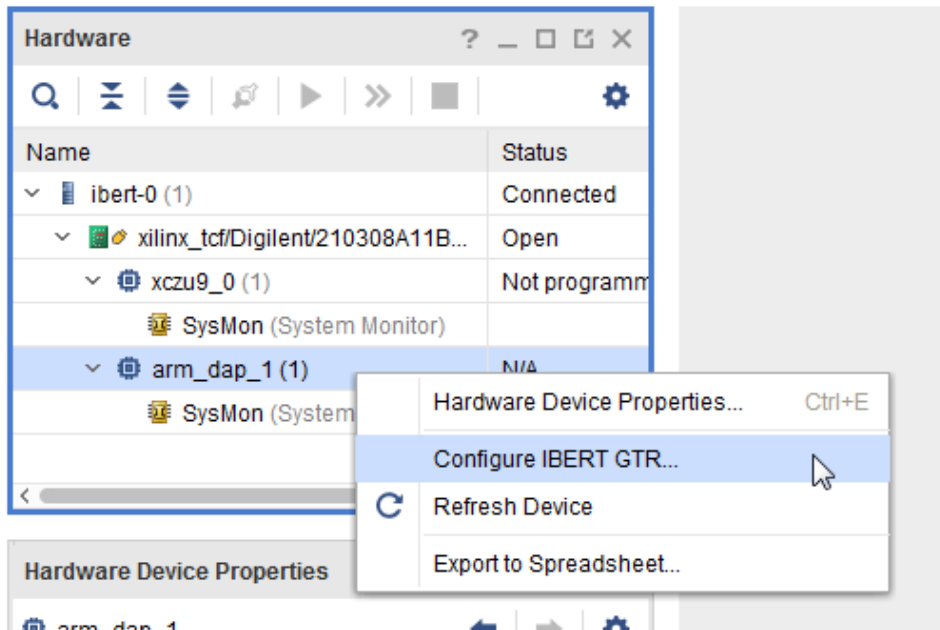 Hardware
Name Status
ibert-0 (1) Connected
xilinx_tcf/Digilent/210308A11B... Open
xczu9_0 (1) Not programm
SysMon (System Monitor)
arm_dap_1 (1) N/A
SysMon (System
Hardware Device Properties... Ctrl+E
Configure IBERT GTR...
Refresh Device
Export to Spreadsheet...
Hardware Device Properties
arm_dap_1